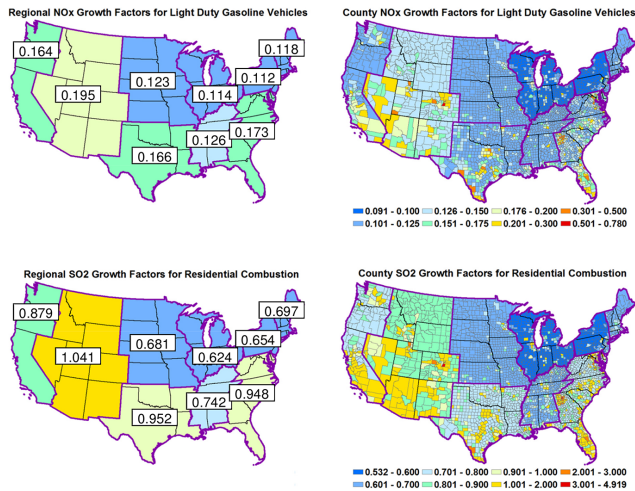 Regional NOx Growth Factors for Light Duty Gasoline Vehicles
0.164
0.118
0.123
0.112
0.195
0.114
0.173
0.126
0.166
County NOx Growth Factors for Light Duty Gasoline Vehicles
0.091 - 0.100 0.126 - 0.150 0.176 - 0.200 0.301 - 0.500
0.101 - 0.125 0.151 - 0.175 0.201 - 0.300 0.501 - 0.780
Regional SO2 Growth Factors for Residential Combustion
0.879
0.697
0.681
0.654
1.041
0.624
0.948
0.742
0.952
County SO2 Growth Factors for Residential Combustion
0.532 - 0.600 0.701 - 0.800 0.901 - 1.000 2.001 - 3.000
0.601 - 0.700 0.801 - 0.900 1.001 - 2.000 3.001 - 4.919